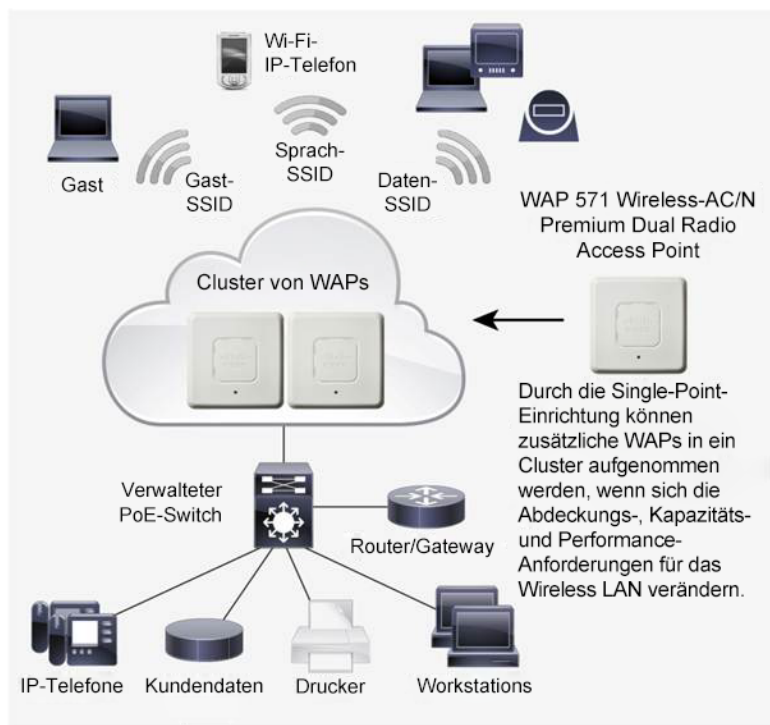 Wi-Fi-
IP-Telefon
Gast
Gast-
SSID
Sprach-
SSID
Daten-
SSID
WAP 571 Wireless-AC/N
Premium Dual Radio
Access Point
Cluster von WAPs
Durch die Single-Point-
Einrichtung können
zusätzliche WAPs in ein
Cluster aufgenommen
werden, wenn sich die
Abdeckungs-, Kapazitäts-
und Performance-
Anforderungen für das
Wireless LAN verändern.
Verwalteter
PoE-Switch
Router/Gateway
IP-Telefone
Kundendaten
Drucker
Workstations